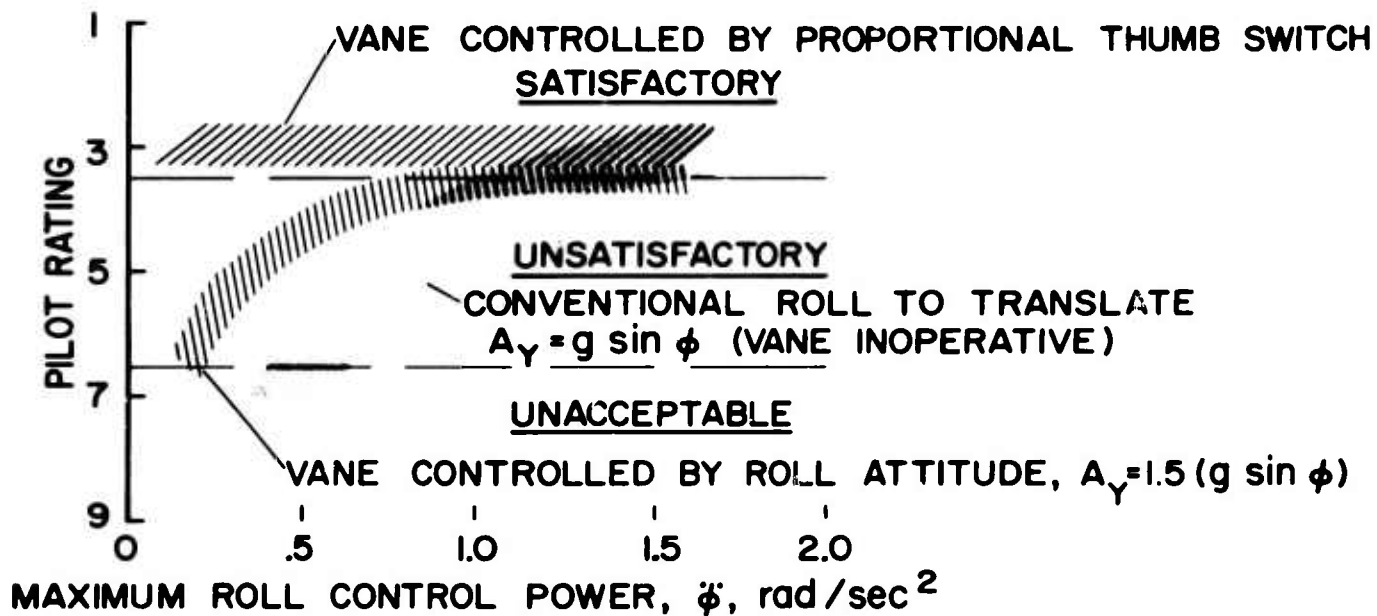 1
VANE CONTROLLED BY PROPORTIONAL THUMB SWITCH
SATISFACTORY
3
PILOT RATING
UNSATISFACTORY
5
CONVENTIONAL ROLL TO TRANSLATE
A_Y = g sin ϕ (VANE INOPERATIVE)
7
UNACCEPTABLE
VANE CONTROLLED BY ROLL ATTITUDE, A_Y = 1.5 (g sin ϕ)
9
0 .5 1.0 1.5 2.0
MAXIMUM ROLL CONTROL POWER, ϕ̈, rad/sec²